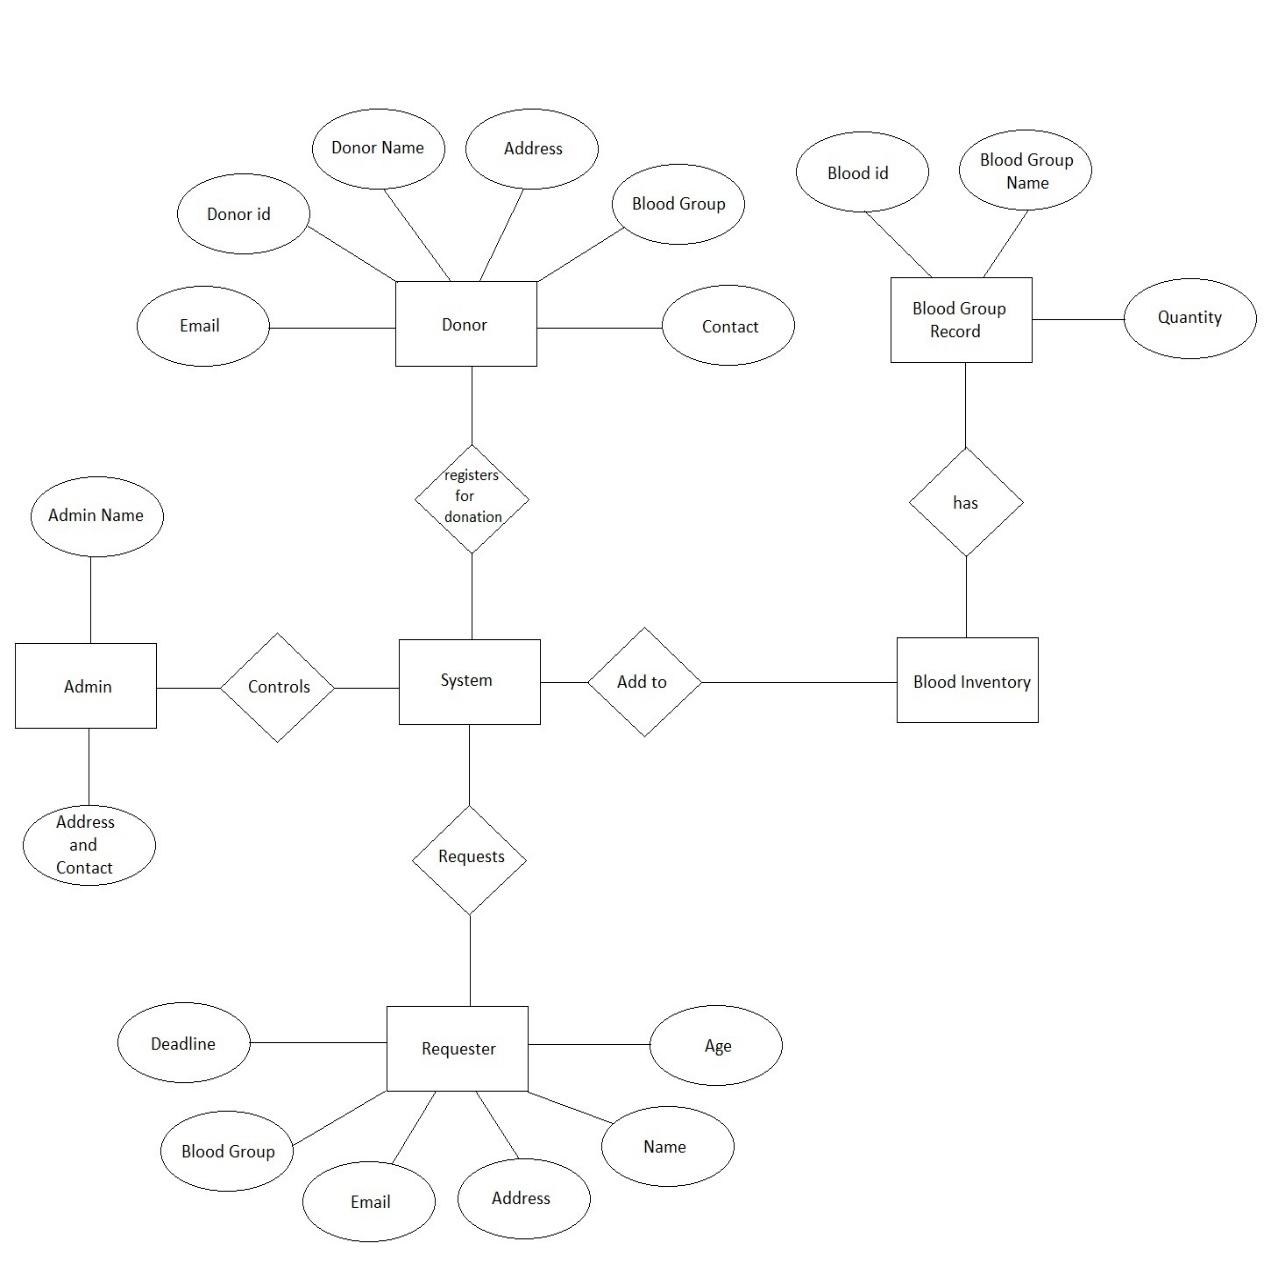 Donor Name
Address
Donor id
Blood Group
Email
Donor
Contact
Blood id
Blood Group
Name
Blood Group
Record
Quantity
registers
for
donation
has
Admin Name
Admin
Controls
System
Add to
Blood Inventory
Address
and
Contact
Requests
Deadline
Requester
Age
Blood Group
Email
Address
Name